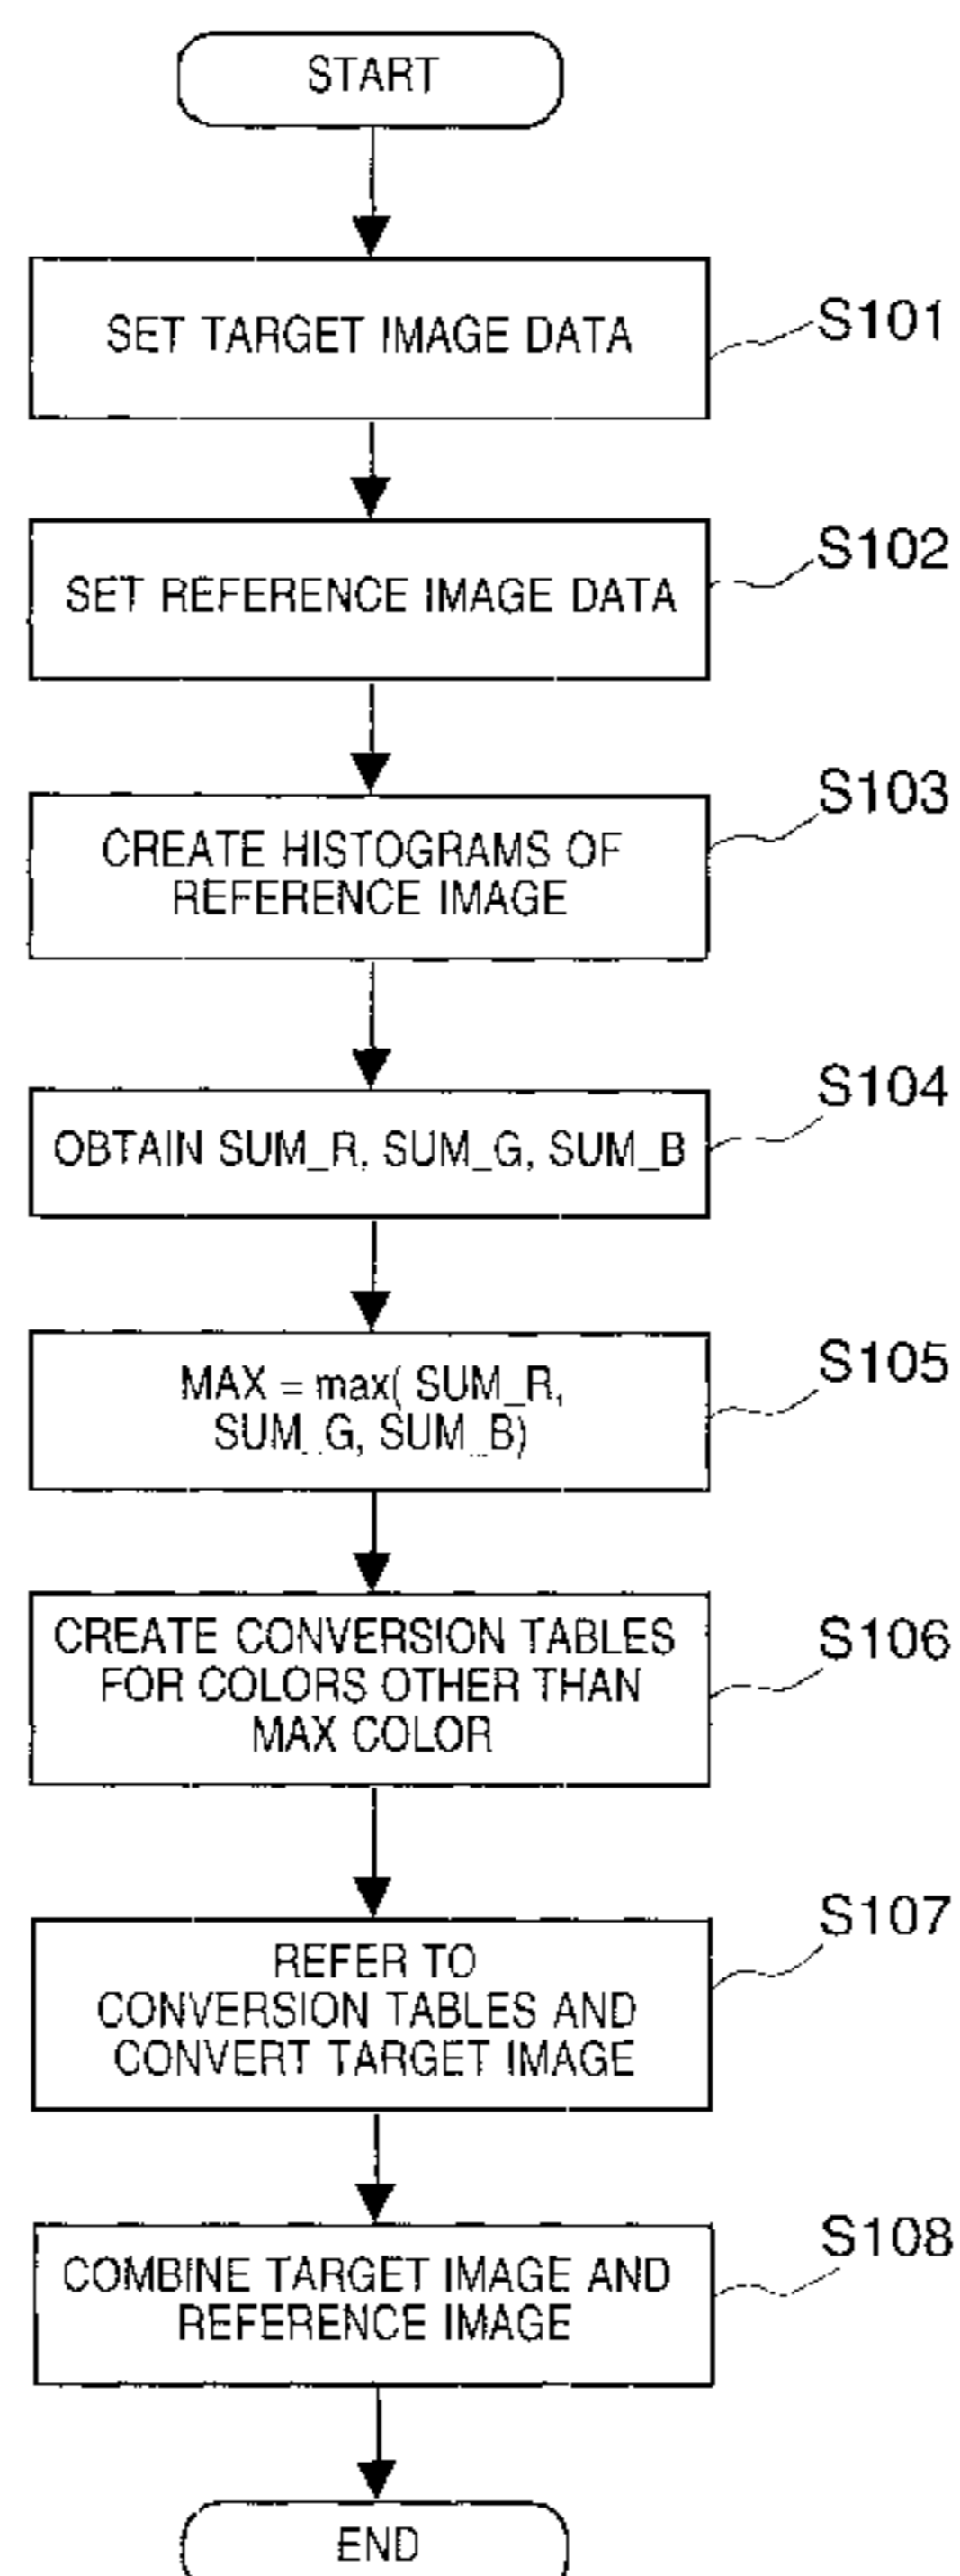 START
SET TARGET IMAGE DATA
S101
SET REFERENCE IMAGE DATA
S102
CREATE HISTOGRAMS OF
REFERENCE IMAGE
S103
OBTAIN SUM_R, SUM_G, SUM_B
S104
MAX = max( SUM_R,
SUM_G, SUM_B)
S105
CREATE CONVERSION TABLES
FOR COLORS OTHER THAN
MAX COLOR
S106
REFER TO
CONVERSION TABLES AND
CONVERT TARGET IMAGE
S107
COMBINE TARGET IMAGE AND
REFERENCE IMAGE
S108
END